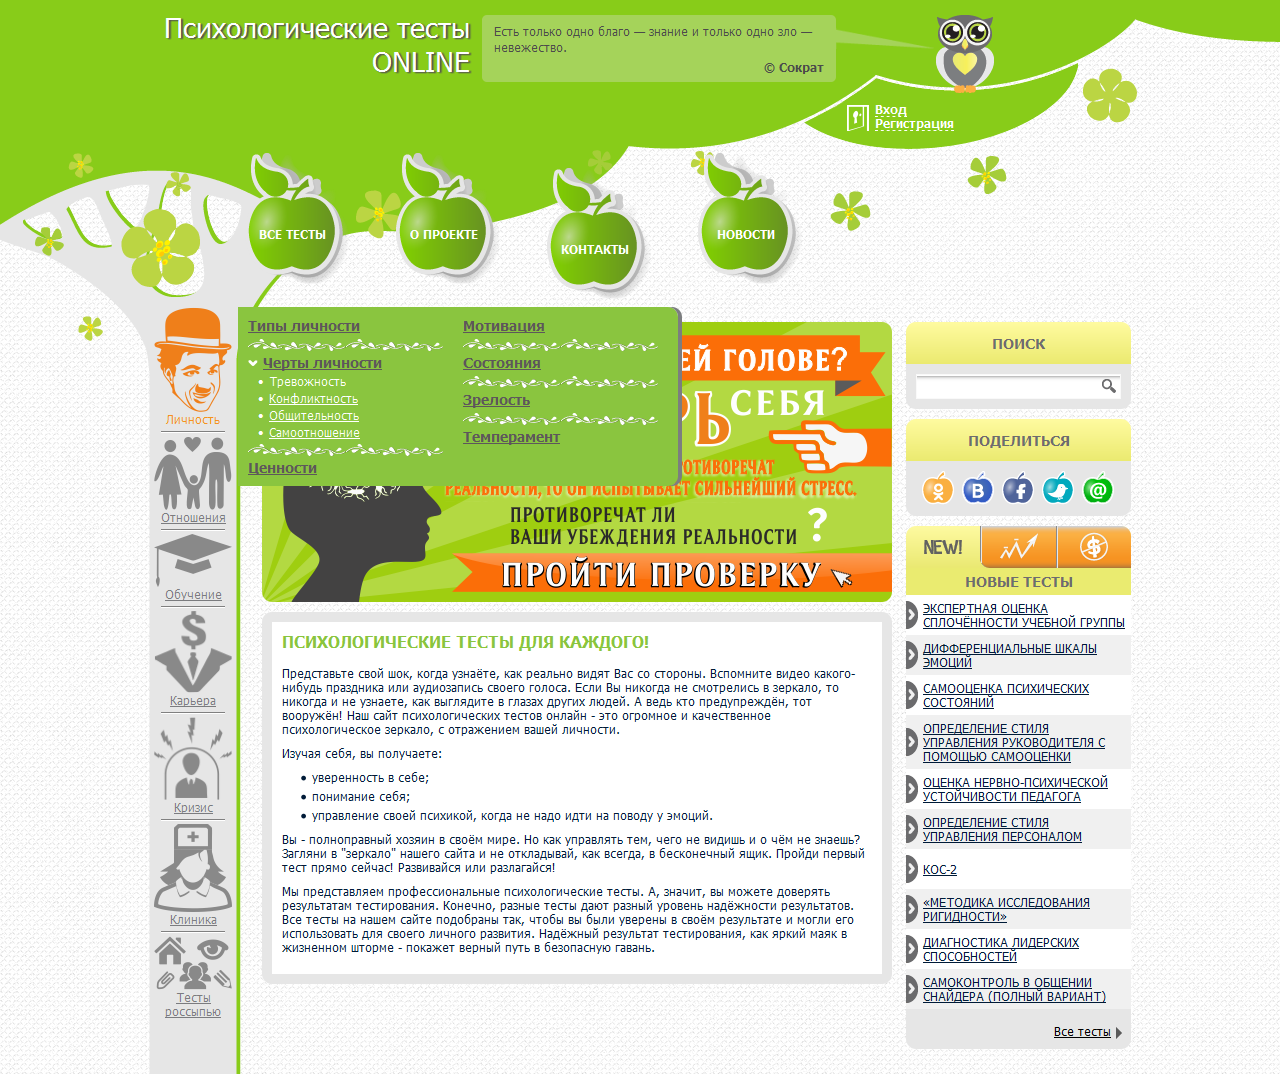 Психологические тесты
ONLINE
Есть только одно благо — знание и только одно зло —
невежество.
© Сократ
Вход
Регистрация
ВСЕ ТЕСТЫ
О ПРОЕКТЕ
КОНТАКТЫ
НОВОСТИ
Личность
Отношения
Обучение
Карьера
Кризис
Клиника
Тесты
россыпью
Типы личности
Черты личности
Тревожность
Конфликтность
Общительность
Самоотношение
Ценности
Мотивация
Состояния
Зрелость
Темперамент
ЕЙ ГОЛОВЕ?
РЬ СЕБЯ
РОТИВОРЕЧАТ
РЕАЛЬНОСТИ, ТО ОН ИСПЫТЫВАЕТ СИЛЬНЕЙШИЙ СТРЕСС.
ПРОТИВОРЕЧАТ ЛИ
ВАШИ УБЕЖДЕНИЯ РЕАЛЬНОСТИ ?
ПРОЙТИ ПРОВЕРКУ
ПСИХОЛОГИЧЕСКИЕ ТЕСТЫ ДЛЯ КАЖДОГО!
Представьте свой шок, когда узнаёте, как реально видят Вас со стороны. Вспомните видео какого-
нибудь праздника или аудиозапись своего голоса. Если Вы никогда не смотрелись в зеркало, то
никогда и не узнаете, как выглядите в глазах других людей. А ведь кто предупреждён, тот
вооружён! Наш сайт психологических тестов онлайн - это огромное и качественное
психологическое зеркало, с отражением вашей личности.
Изучая себя, вы получаете:
• уверенность в себе;
• понимание себя;
• управление своей психикой, когда не надо идти на поводу у эмоций.
Вы - полноправный хозяин в своём мире. Но как управлять тем, чего не видишь и о чём не знаешь?
Загляни в "зеркало" нашего сайта и не откладывай, как всегда, в бесконечный ящик. Пройди первый
тест прямо сейчас! Развивайся или разлагайся!
Мы представляем профессиональные психологические тесты. А, значит, вы можете доверять
результатам тестирования. Конечно, разные тесты дают разный уровень надёжности результатов.
Все тесты на нашем сайте подобраны так, чтобы вы были уверены в своём результате и могли его
использовать для своего личного развития. Надёжный результат тестирования, как яркий маяк в
жизненном шторме - покажет верный путь в безопасную гавань.
ПОИСК
ПОДЕЛИТЬСЯ
NEW!
НОВЫЕ ТЕСТЫ
ЭКСПЕРТНАЯ ОЦЕНКА
СПЛОЧЁННОСТИ УЧЕБНОЙ ГРУППЫ
ДИФФЕРЕНЦИАЛЬНЫЕ ШКАЛЫ
ЭМОЦИЙ
САМООЦЕНКА ПСИХИЧЕСКИХ
СОСТОЯНИЙ
ОПРЕДЕЛЕНИЕ СТИЛЯ
УПРАВЛЕНИЯ РУКОВОДИТЕЛЯ С
ПОМОЩЬЮ САМООЦЕНКИ
ОЦЕНКА НЕРВНО-ПСИХИЧЕСКОЙ
УСТОЙЧИВОСТИ ПЕДАГОГА
ОПРЕДЕЛЕНИЕ СТИЛЯ
УПРАВЛЕНИЯ ПЕРСОНАЛОМ
КОС-2
«МЕТОДИКА ИССЛЕДОВАНИЯ
РИГИДНОСТИ»
ДИАГНОСТИКА ЛИДЕРСКИХ
СПОСОБНОСТЕЙ
САМОКОНТРОЛЬ В ОБЩЕНИИ
СНАЙДЕРА (ПОЛНЫЙ ВАРИАНТ)
Все тесты